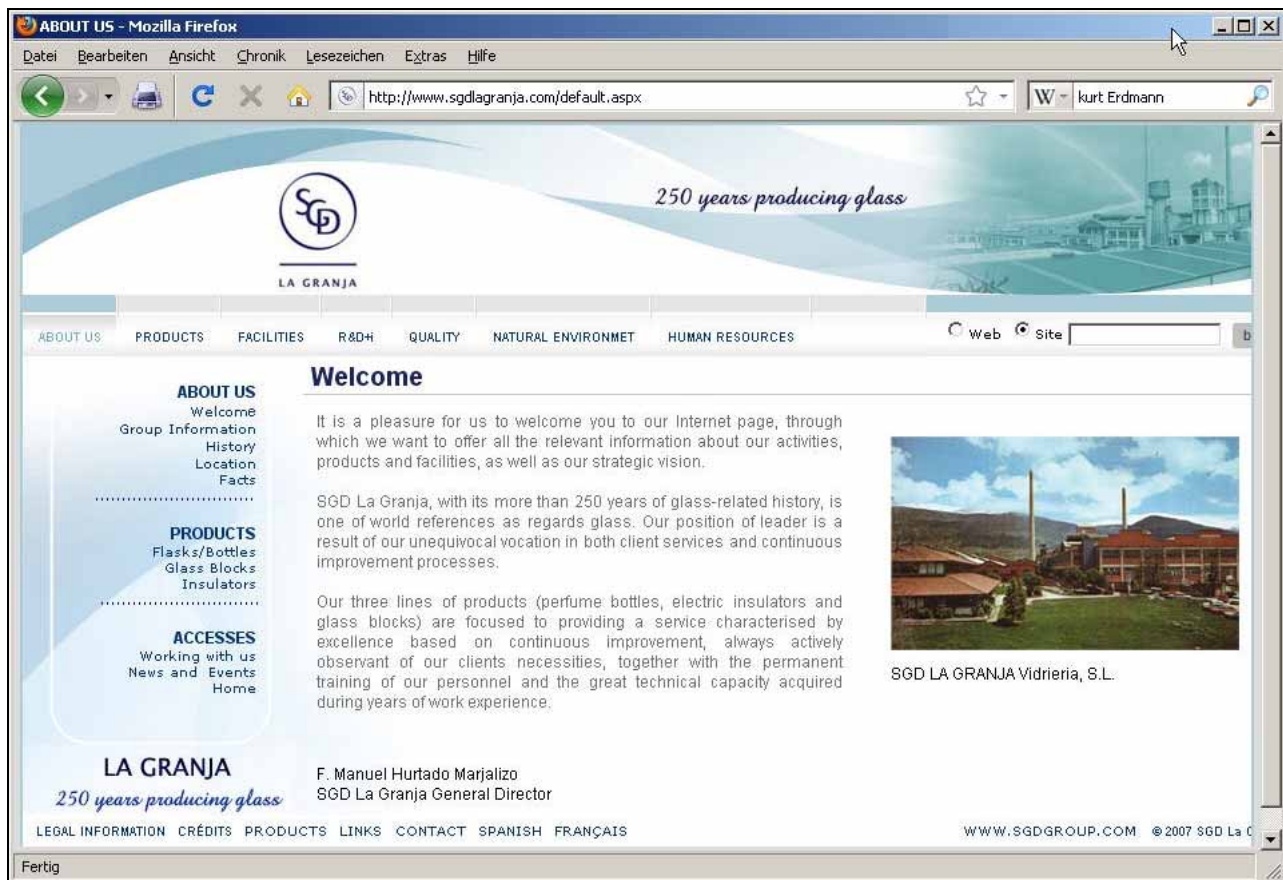 ABOUT US - Mozilla Firefox
Datei Bearbeiten Ansicht Chronik Lesezeichen Extras Hilfe
http://www.sgdlagranja.com/default.aspx
W kurt Erdmann
SGD
LA GRANJA
250 years producing glass
ABOUT US PRODUCTS FACILITIES R&D+i QUALITY NATURAL ENVIRONMET HUMAN RESOURCES
Web Site b
ABOUT US
Welcome
Group Information
History
Location
Facts
PRODUCTS
Flasks/Bottles
Glass Blocks
Insulators
ACCESSES
Working with us
News and Events
Home
LA GRANJA
250 years producing glass
Welcome
It is a pleasure for us to welcome you to our Internet page, through
which we want to offer all the relevant information about our activities,
products and facilities, as well as our strategic vision.
SGD La Granja, with its more than 250 years of glass-related history, is
one of world references as regards glass. Our position of leader is a
result of our unequivocal vocation in both client services and continuous
improvement processes.
Our three lines of products (perfume bottles, electric insulators and
glass blocks) are focused to providing a service characterised by
excellence based on continuous improvement, always actively
observant of our clients necessities, together with the permanent
training of our personnel and the great technical capacity acquired
during years of work experience.
F. Manuel Hurtado Marjalizo
SGD La Granja General Director
SGD LA GRANJA Vidrieria, S.L.
LEGAL INFORMATION CRÉDITS PRODUCTS LINKS CONTACT SPANISH FRANÇAIS
WWW.SGDGROUP.COM © 2007 SGD La
Fertig